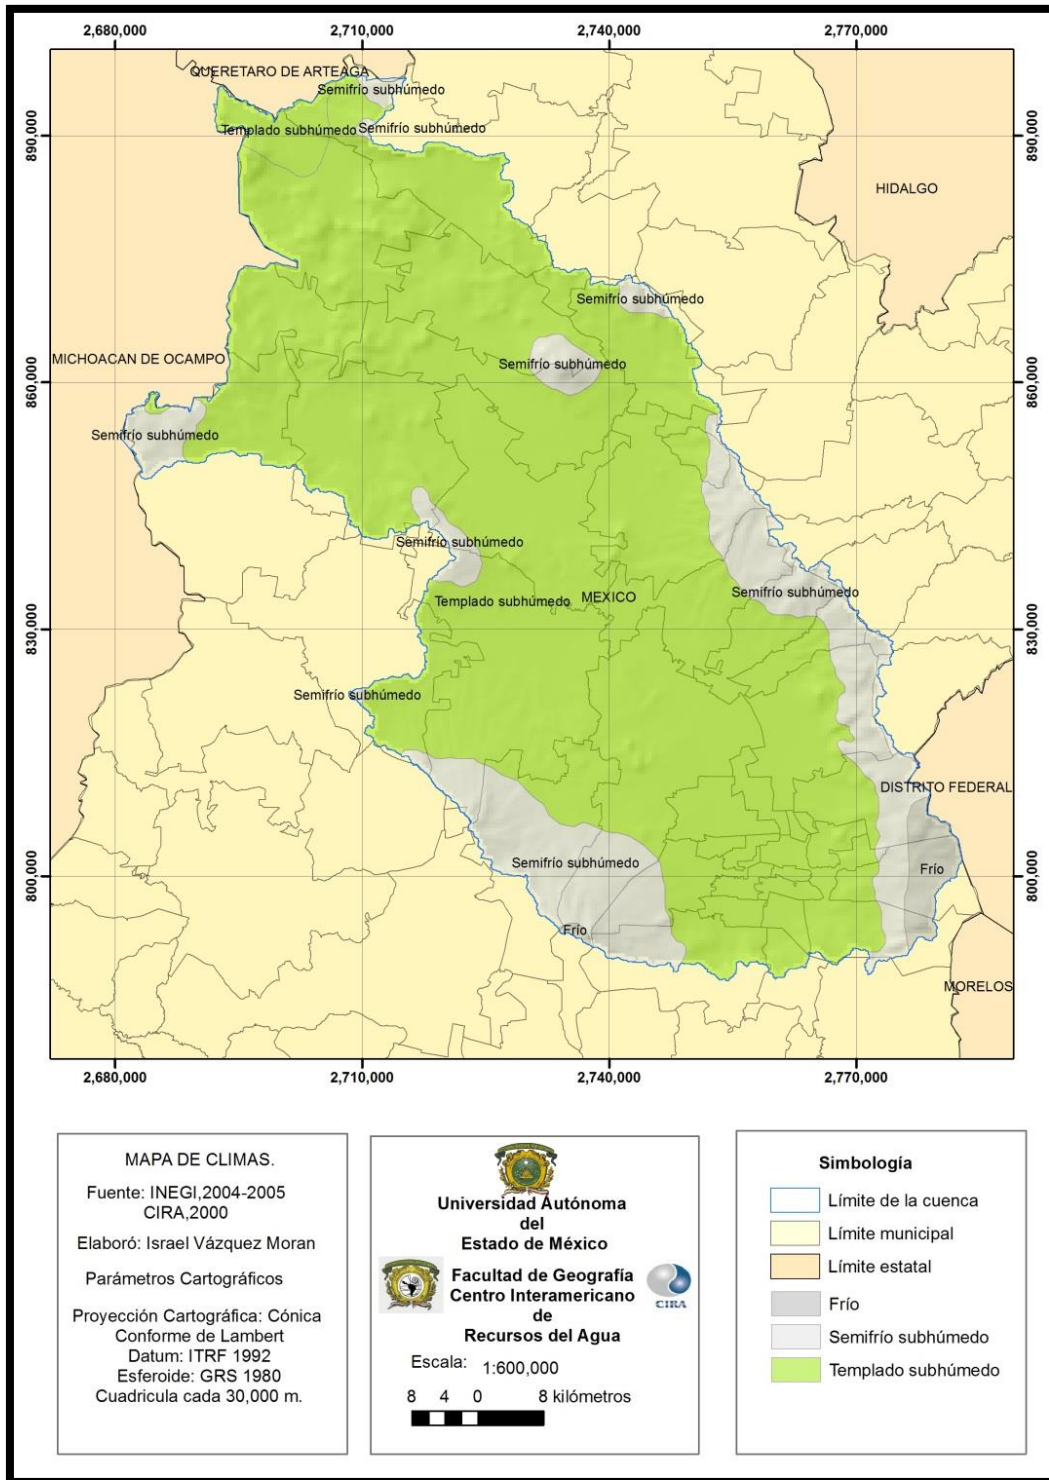 2,680,000 2,710,000 2,740,000 2,770,000
QUERETARO DE ARTEAGA
Semifrío subhúmedo
Templado subhúmedo Semifrío subhúmedo
890,000 890,000
HIDALGO
Semifrío subhúmedo
MICHOACAN DE OCAMPO
Semifrío subhúmedo
860,000 860,000
Semifrío subhúmedo
Semifrío subhúmedo
Semifrío subhúmedo
Templado subhúmedo MEXICO
830,000 830,000
Semifrío subhúmedo
DISTRITO FEDERAL
Semifrío subhúmedo
Frío
800,000 800,000
Frío
MORELOS
2,680,000 2,710,000 2,740,000 2,770,000
MAPA DE CLIMAS.
Fuente: INEGI,2004-2005
CIRA,2000
Elaboró: Israel Vázquez Moran
Parámetros Cartográficos
Proyección Cartográfica: Cónica
Conforme de Lambert
Datum: ITRF 1992
Esferoide: GRS 1980
Cuadricula cada 30,000 m.
Universidad Autónoma
del
Estado de México
Facultad de Geografía
Centro Interamericano
de
Recursos del Agua
CIRA
Escala: 1:600,000
8 4 0 8 kilómetros
Simbología
Límite de la cuenca
Límite municipal
Límite estatal
Frío
Semifrío subhúmedo
Templado subhúmedo